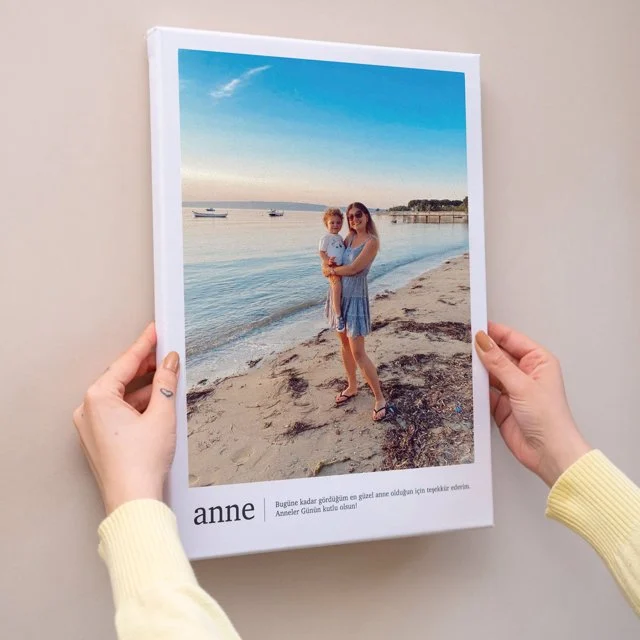 anne
Bugüne kadar gördüğüm en güzel anne olduğun için teşekkür ederim.
Anneler Günün kutlu olsun!